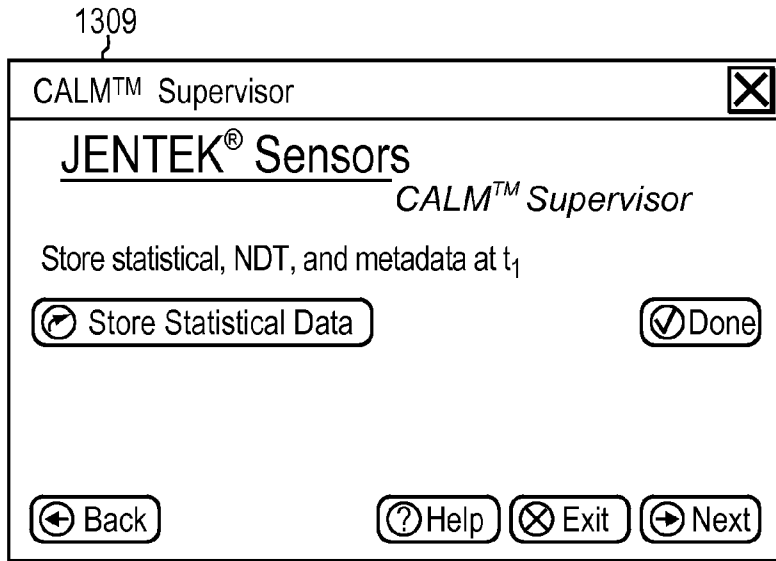 1309
CALM™ Supervisor
JENTEK® Sensors
CALM™ Supervisor
Store statistical, NDT, and metadata at t₁
Store Statistical Data Done
Back Help Exit Next